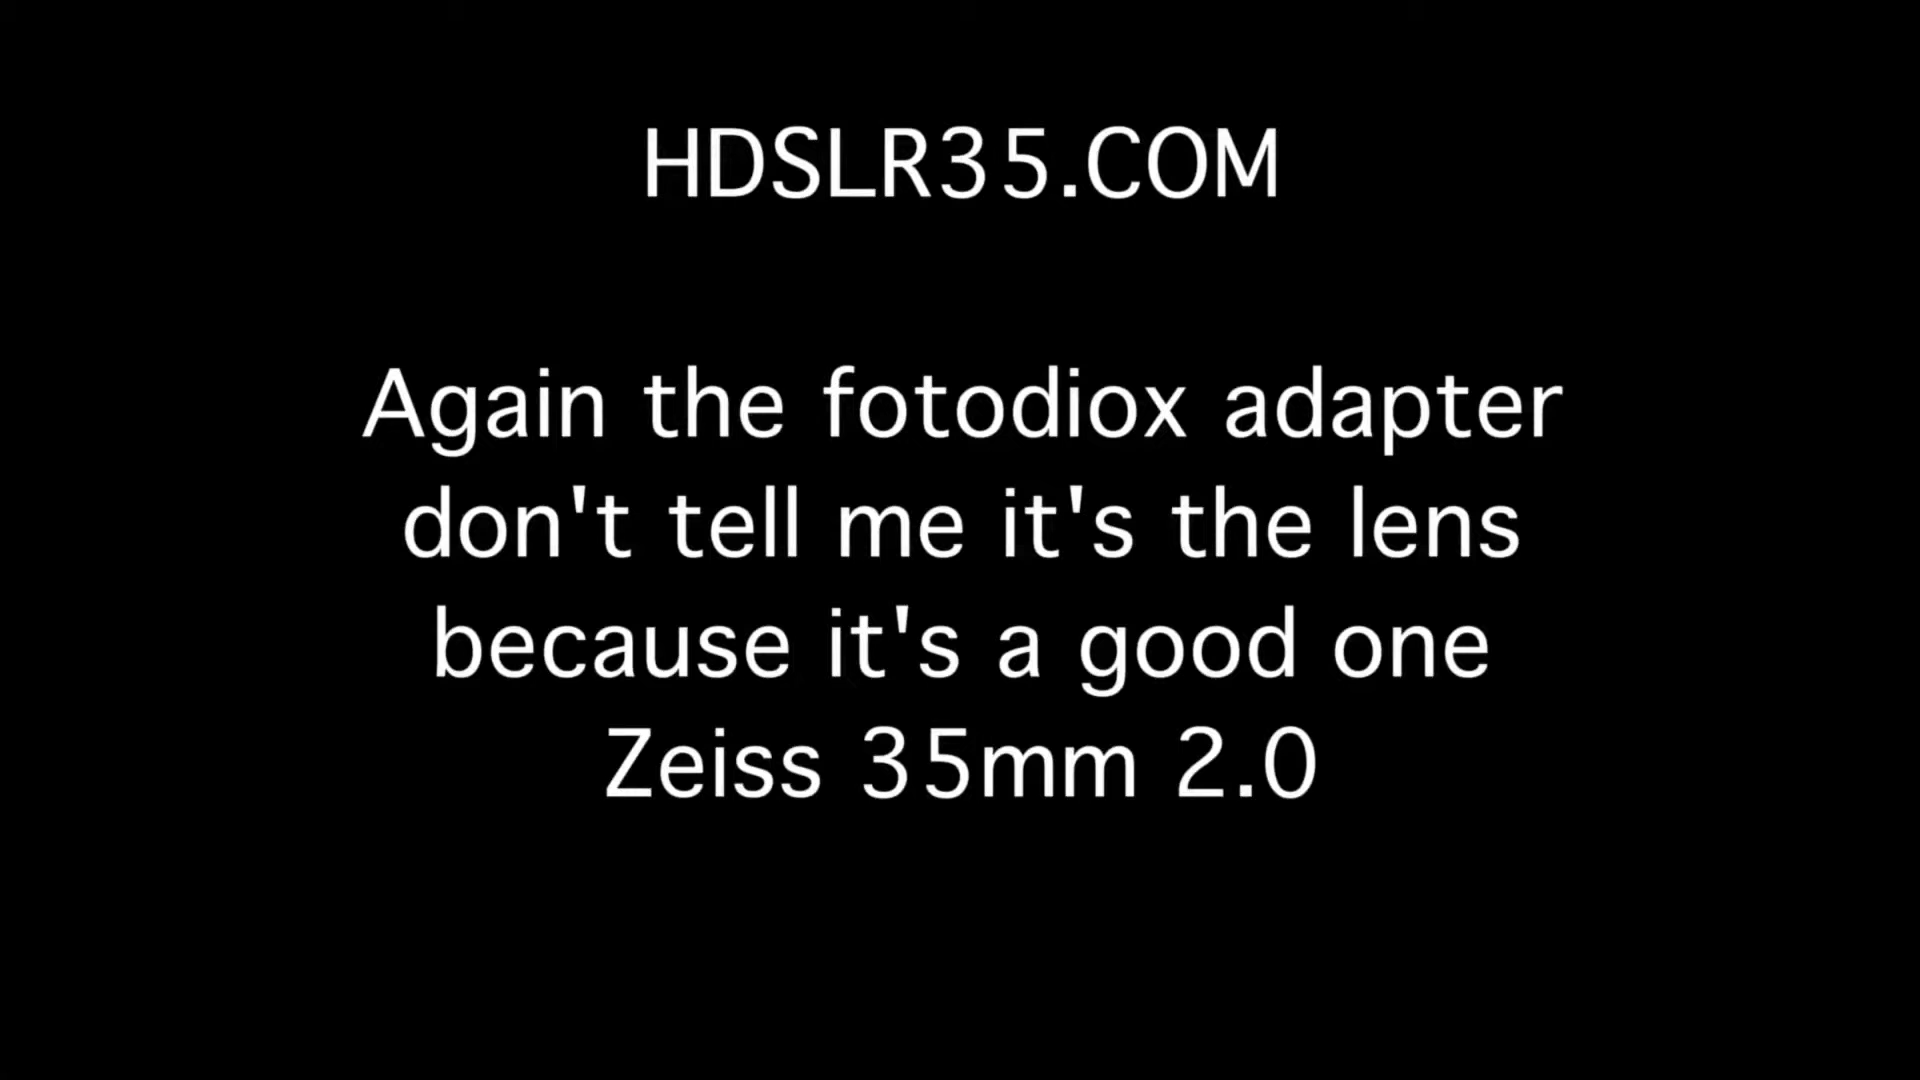 HDSLR35.COM
Again the fotodiox adapter
don't tell me it's the lens
because it's a good one
Zeiss 35mm 2.0